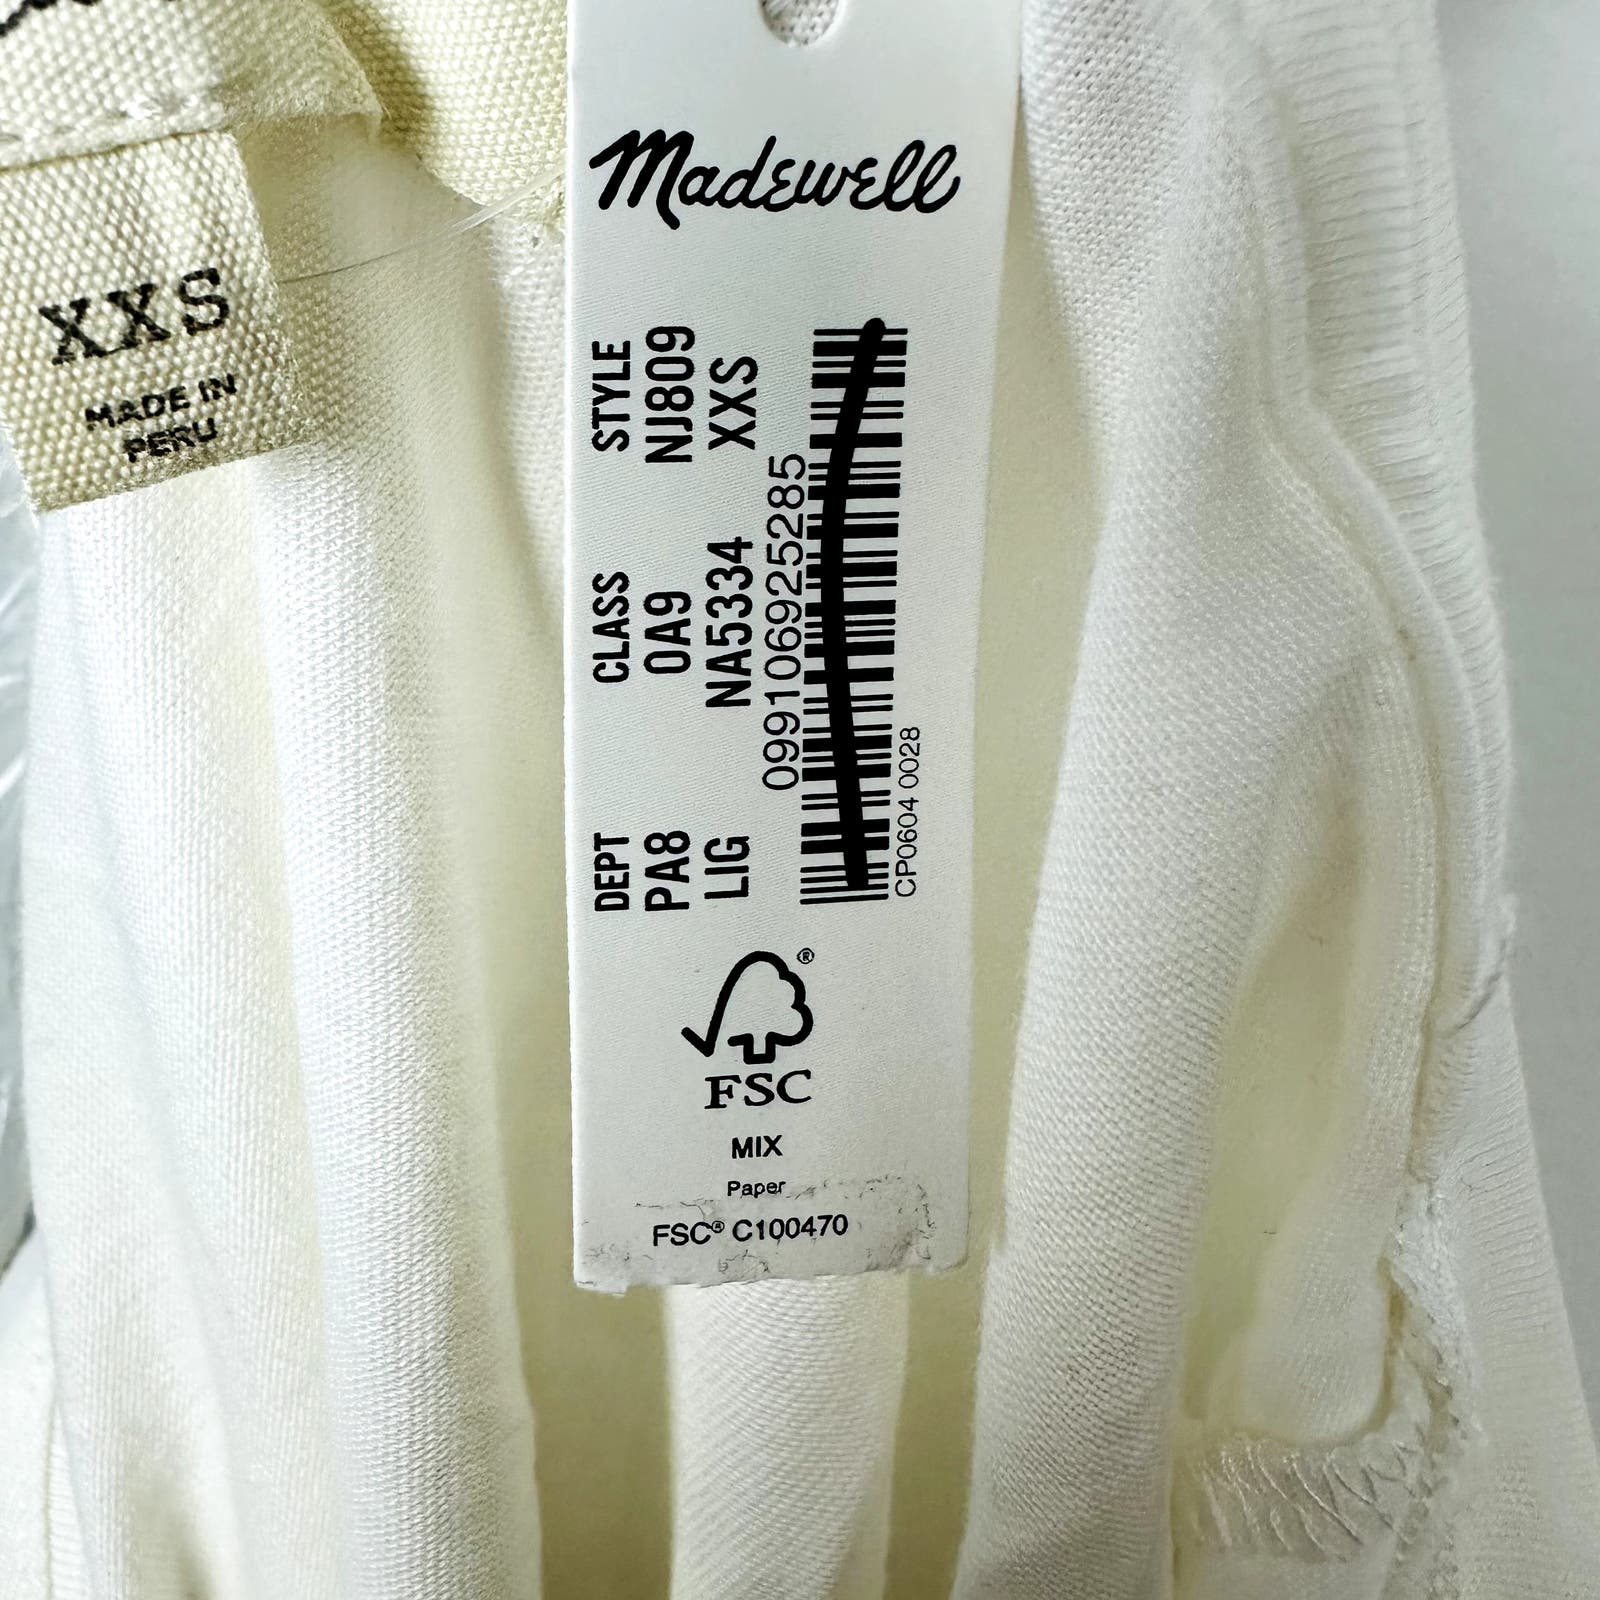 XXS
MADE IN
PERU
Madewell
DEPT CLASS STYLE
PA8 0A9 NJ809
LIG NA5334 XXS
099106925285
CP0604 0028
®
FSC
MIX
Paper
FSC® C100470